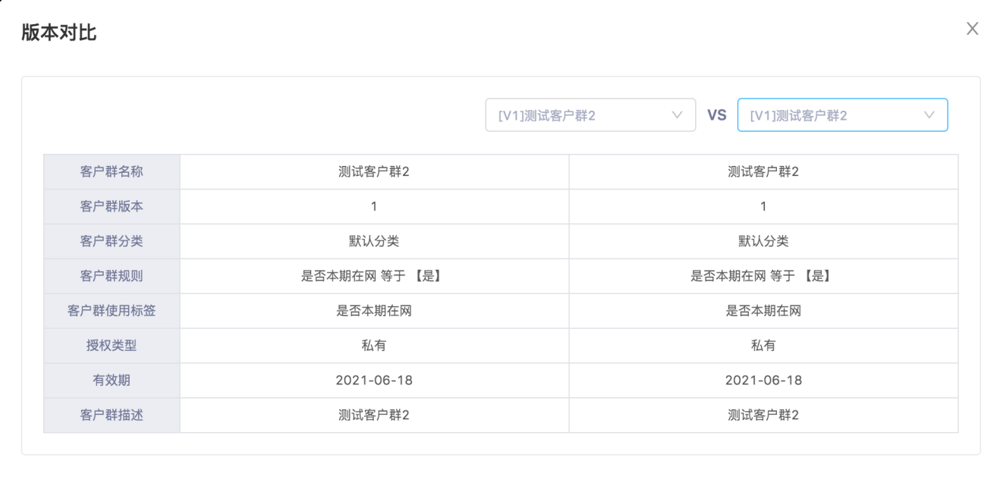 版本对比
[V1]测试客户群2 VS [V1]测试客户群2
客户群名称 测试客户群2 测试客户群2
客户群版本 1 1
客户群分类 默认分类 默认分类
客户群规则 是否本期在网 等于 【是】 是否本期在网 等于 【是】
客户群使用标签 是否本期在网 是否本期在网
授权类型 私有 私有
有效期 2021-06-18 2021-06-18
客户群描述 测试客户群2 测试客户群2